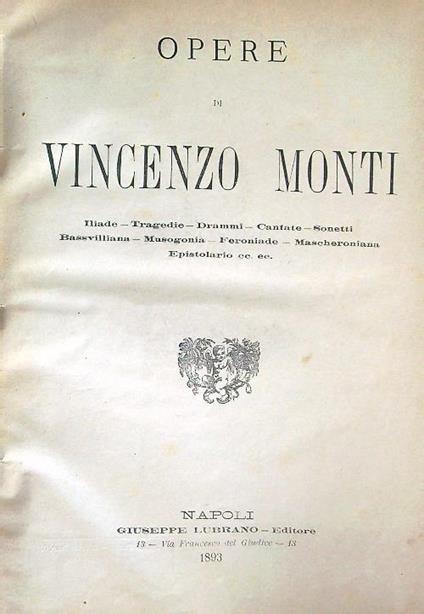 OPERE
DI
VINCENZO MONTI
Iliade — Tragedie — Drammi — Cantate — Sonetti
Bassvilliana — Musogonia — Feroniade — Mascheroniana
Epistolario cc. ec.
NAPOLI
GIUSEPPE LUBRANO — Editore
13 — Via Francesco del Giudice — 13
1893